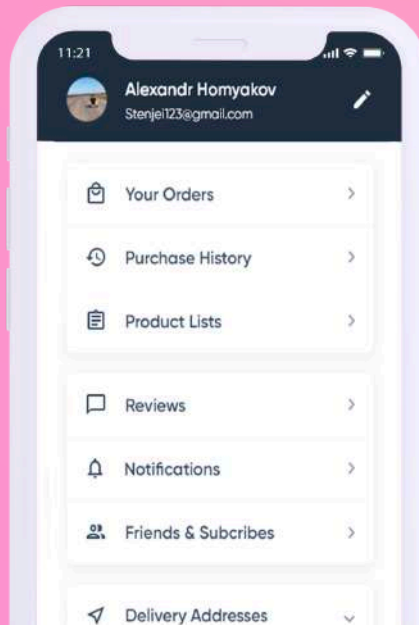 11:21
Alexandr Homyakov
Stenjei123@gmail.com
Your Orders
Purchase History
Product Lists
Reviews
Notifications
Friends & Subcribes
Delivery Addresses